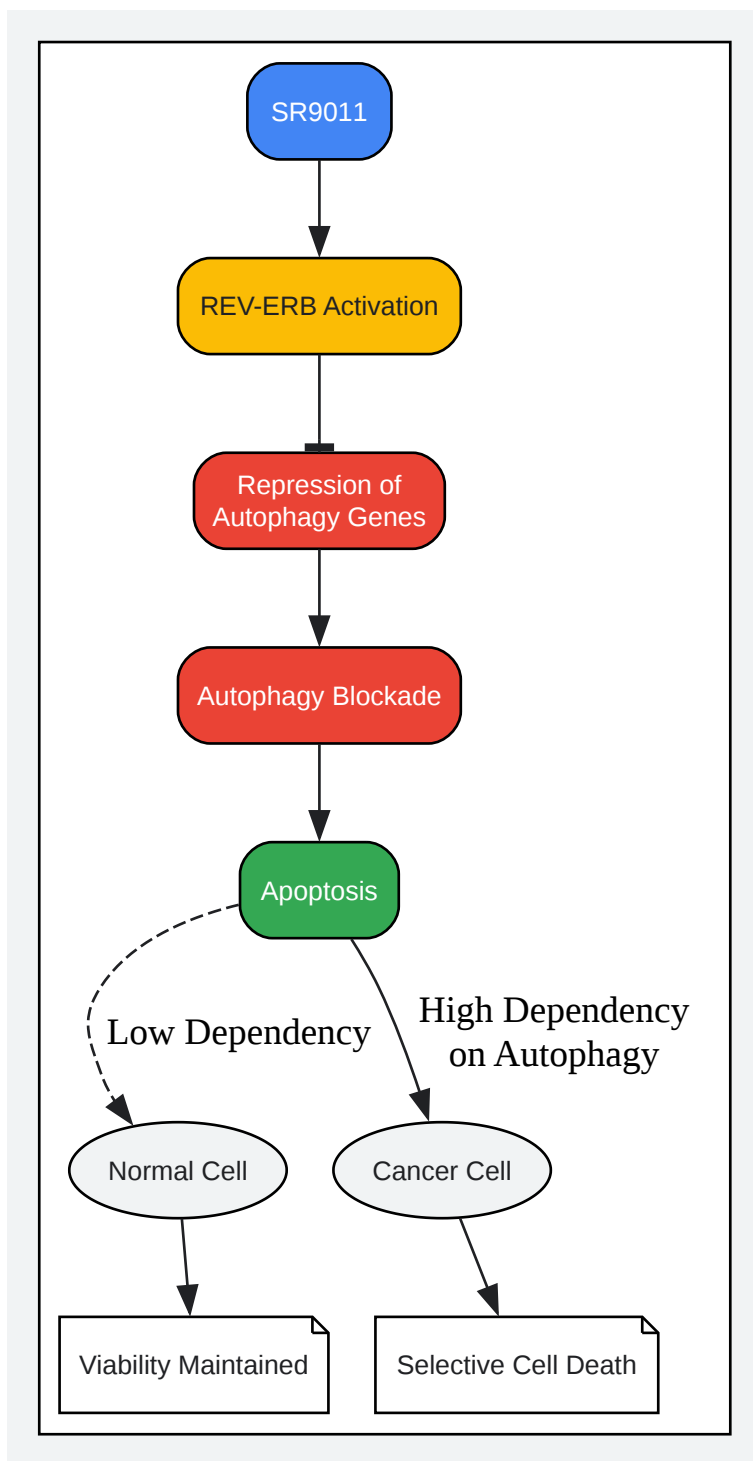 SR9011
REV-ERB Activation
Repression of
Autophagy Genes
Autophagy Blockade
Apoptosis
Low Dependency
High Dependency
on Autophagy
Normal Cell
Cancer Cell
Viability Maintained
Selective Cell Death